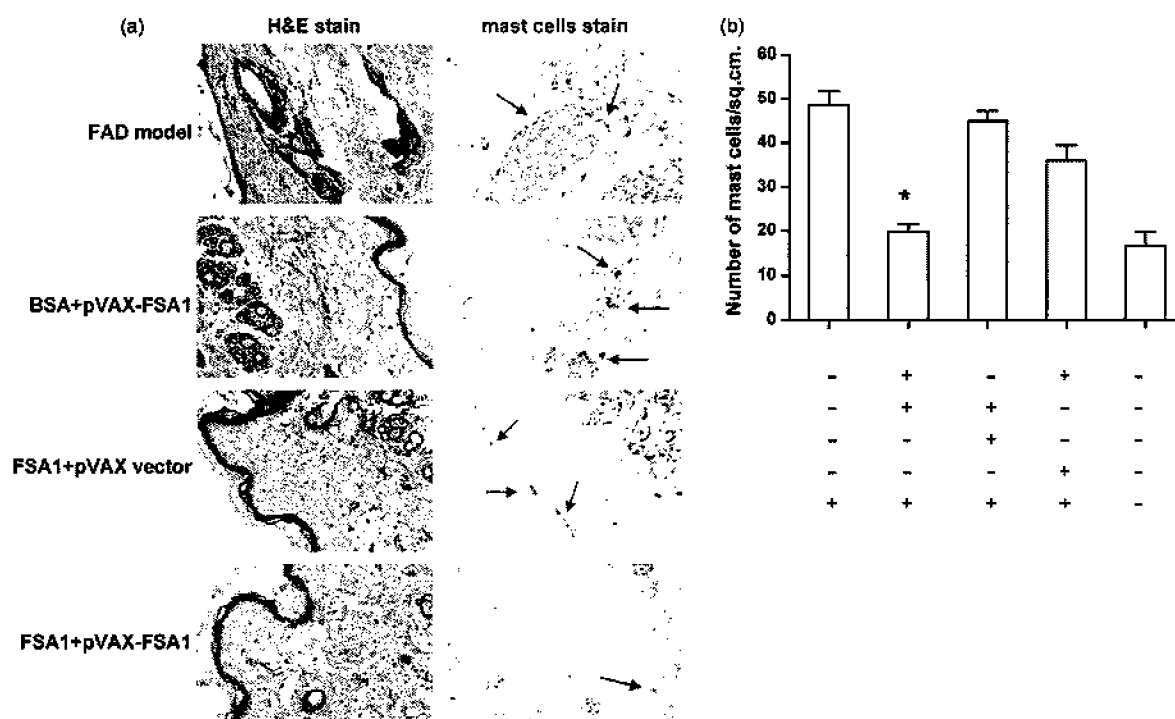 (a)
H&E stain
mast cells stain
FAD model
BSA+pVAX-FSA1
FSA1+pVAX vector
FSA1+pVAX-FSA1
(b)
Number of mast cells/sq.cm.
60
50
40
30
20
10
0
*
- + - + -
- + + - -
- - + - -
- - - + -
+ + + + -